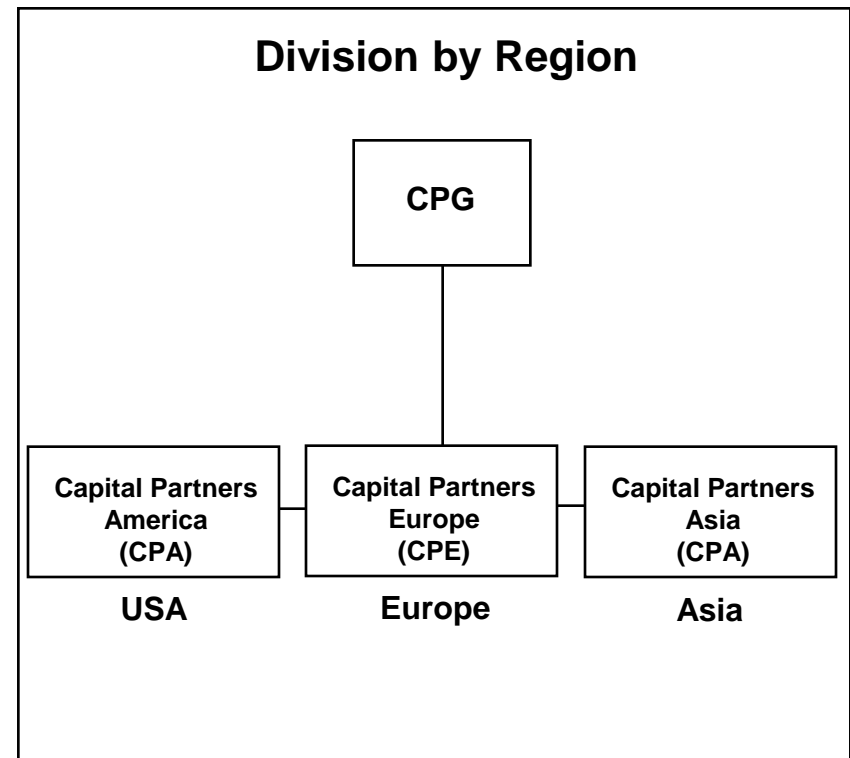 Division by Region
CPG
Capital Partners
America
(CPA)
Capital Partners
Europe
(CPE)
Capital Partners
Asia
(CPA)
USA
Europe
Asia